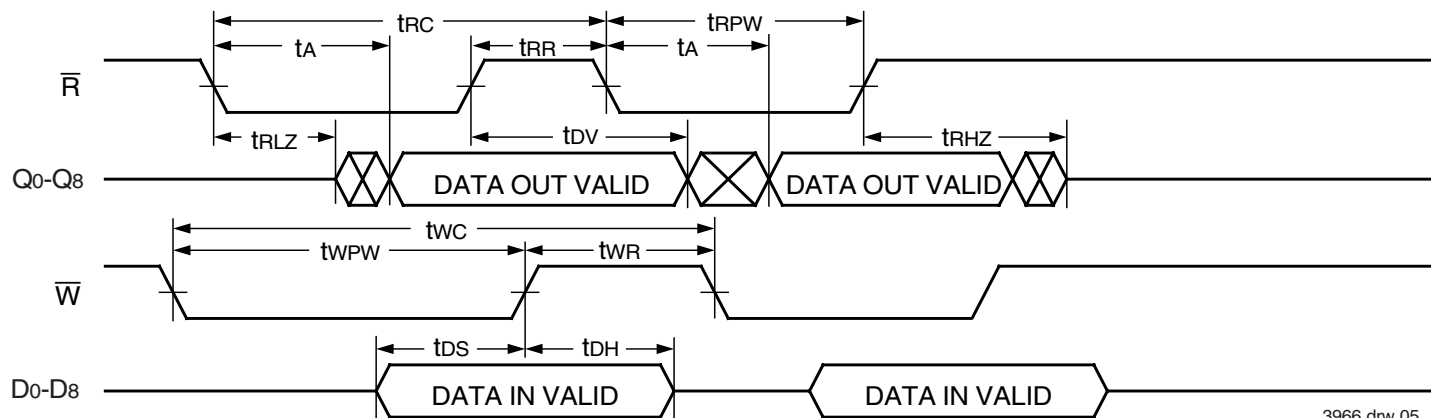 tRC tRPW
tA tRR tA
R̅
tRLZ tDV tRHZ
Q0-Q8 DATA OUT VALID DATA OUT VALID
tWC
tWPW tWR
W̅
tDS tDH
D0-D8 DATA IN VALID DATA IN VALID
3966 drw 05